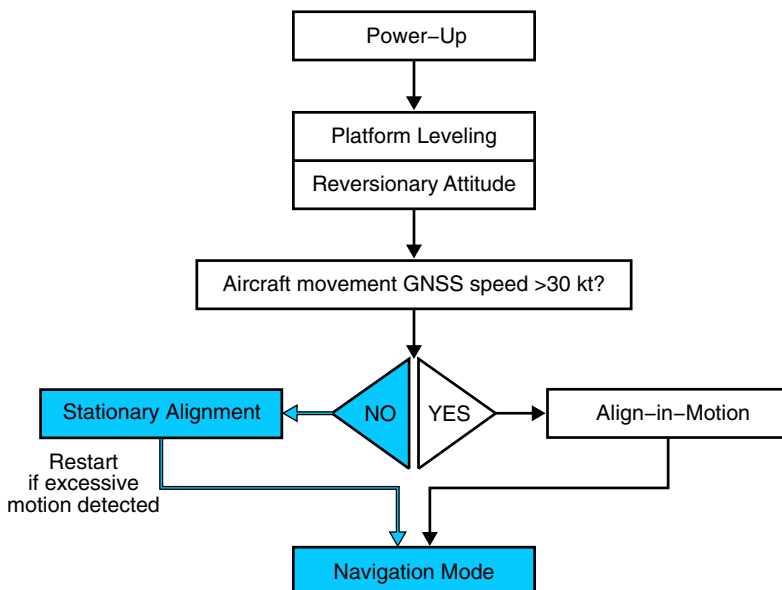 Power–Up
Platform Leveling
Reversionary Attitude
Aircraft movement GNSS speed >30 kt?
Stationary Alignment
NO
YES
Align–in–Motion
Restart
if excessive
motion detected
Navigation Mode